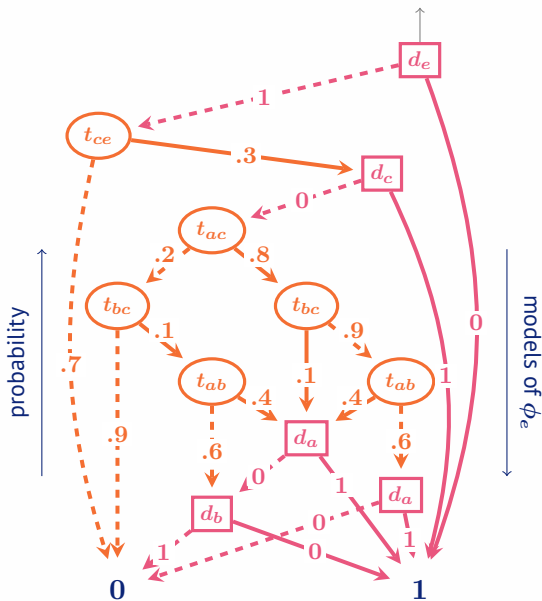 d_e
1
t_ce
.3
d_c
0
t_ac
.2 .8
t_bc t_bc
0
.1 .9
.7
t_ab t_ab
.1
1
.4 .4
.9
d_a
.6 .6
0
1
d_a
d_b
0
1
1
0
0 1
probability
models of ϕ_e